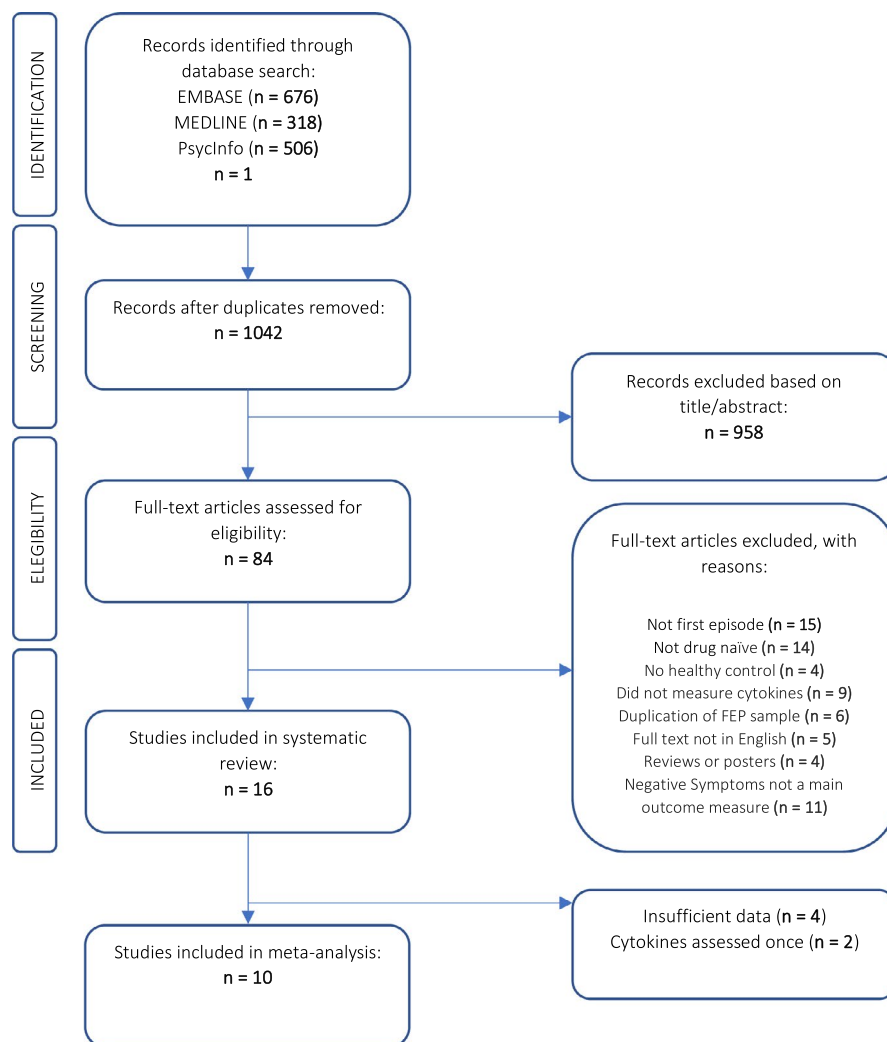 IDENTIFICATION
Records identified through
database search:
EMBASE (n = 676)
MEDLINE (n = 318)
PsycInfo (n = 506)
n = 1
SCREENING
Records after duplicates removed:
n = 1042
Records excluded based on
title/abstract:
n = 958
ELEGIBILITY
Full-text articles assessed for
eligibility:
n = 84
Full-text articles excluded, with
reasons:
Not first episode (n = 15)
Not drug naïve (n = 14)
No healthy control (n = 4)
Did not measure cytokines (n = 9)
Duplication of FEP sample (n = 6)
Full text not in English (n = 5)
Reviews or posters (n = 4)
Negative Symptoms not a main
outcome measure (n = 11)
INCLUDED
Studies included in systematic
review:
n = 16
Insufficient data (n = 4)
Cytokines assessed once (n = 2)
Studies included in meta-analysis:
n = 10